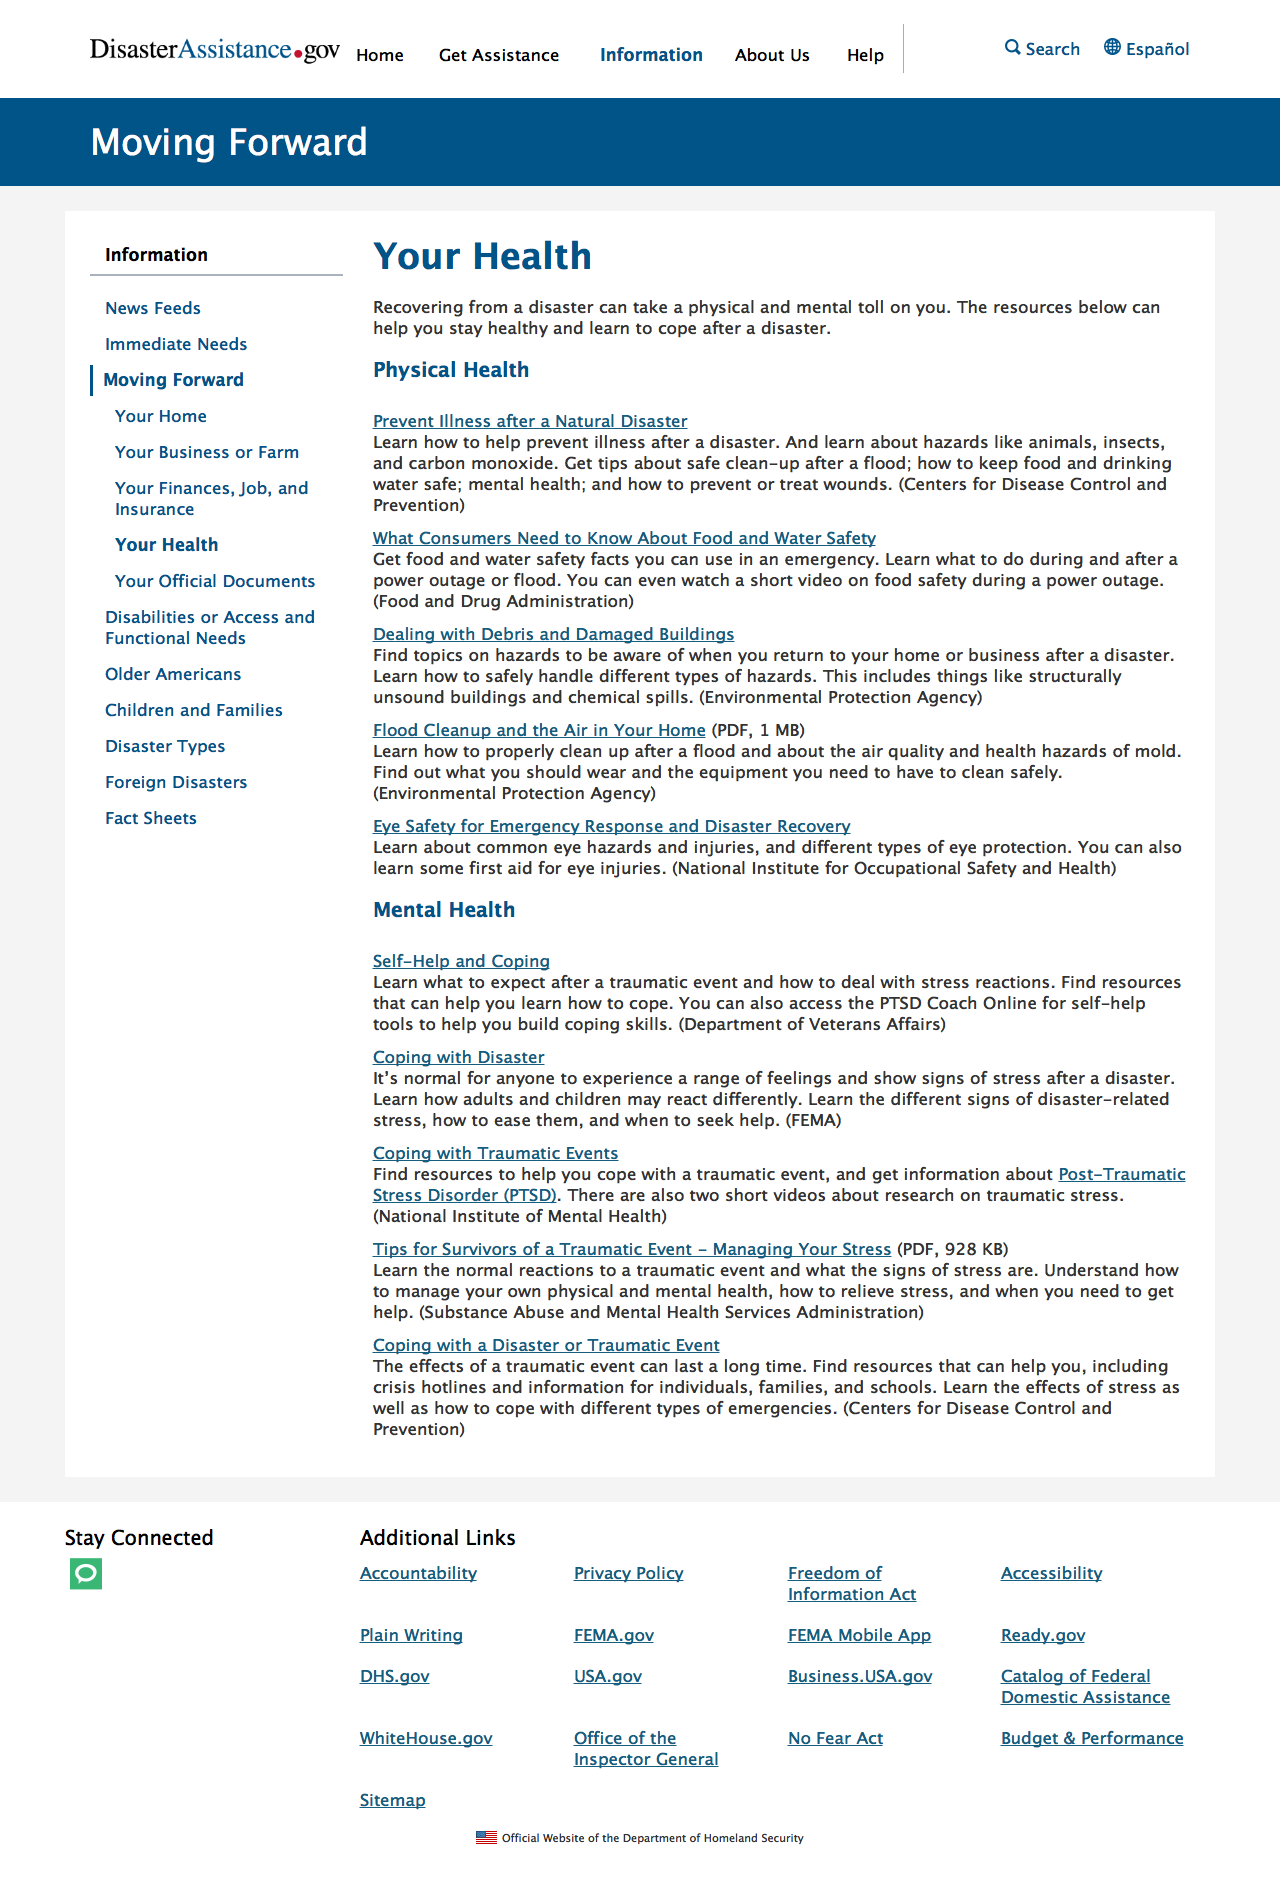 DisasterAssistance.gov Home Get Assistance Information About Us Help Search Español
Moving Forward
Information
News Feeds
Immediate Needs
Moving Forward
Your Home
Your Business or Farm
Your Finances, Job, and
Insurance
Your Health
Your Official Documents
Disabilities or Access and
Functional Needs
Older Americans
Children and Families
Disaster Types
Foreign Disasters
Fact Sheets
Your Health
Recovering from a disaster can take a physical and mental toll on you. The resources below can
help you stay healthy and learn to cope after a disaster.
Physical Health
Prevent Illness after a Natural Disaster
Learn how to help prevent illness after a disaster. And learn about hazards like animals, insects,
and carbon monoxide. Get tips about safe clean-up after a flood; how to keep food and drinking
water safe; mental health; and how to prevent or treat wounds. (Centers for Disease Control and
Prevention)
What Consumers Need to Know About Food and Water Safety
Get food and water safety facts you can use in an emergency. Learn what to do during and after a
power outage or flood. You can even watch a short video on food safety during a power outage.
(Food and Drug Administration)
Dealing with Debris and Damaged Buildings
Find topics on hazards to be aware of when you return to your home or business after a disaster.
Learn how to safely handle different types of hazards. This includes things like structurally
unsound buildings and chemical spills. (Environmental Protection Agency)
Flood Cleanup and the Air in Your Home (PDF, 1 MB)
Learn how to properly clean up after a flood and about the air quality and health hazards of mold.
Find out what you should wear and the equipment you need to have to clean safely.
(Environmental Protection Agency)
Eye Safety for Emergency Response and Disaster Recovery
Learn about common eye hazards and injuries, and different types of eye protection. You can also
learn some first aid for eye injuries. (National Institute for Occupational Safety and Health)
Mental Health
Self-Help and Coping
Learn what to expect after a traumatic event and how to deal with stress reactions. Find resources
that can help you learn how to cope. You can also access the PTSD Coach Online for self-help
tools to help you build coping skills. (Department of Veterans Affairs)
Coping with Disaster
It’s normal for anyone to experience a range of feelings and show signs of stress after a disaster.
Learn how adults and children may react differently. Learn the different signs of disaster-related
stress, how to ease them, and when to seek help. (FEMA)
Coping with Traumatic Events
Find resources to help you cope with a traumatic event, and get information about Post-Traumatic
Stress Disorder (PTSD). There are also two short videos about research on traumatic stress.
(National Institute of Mental Health)
Tips for Survivors of a Traumatic Event - Managing Your Stress (PDF, 928 KB)
Learn the normal reactions to a traumatic event and what the signs of stress are. Understand how
to manage your own physical and mental health, how to relieve stress, and when you need to get
help. (Substance Abuse and Mental Health Services Administration)
Coping with a Disaster or Traumatic Event
The effects of a traumatic event can last a long time. Find resources that can help you, including
crisis hotlines and information for individuals, families, and schools. Learn the effects of stress as
well as how to cope with different types of emergencies. (Centers for Disease Control and
Prevention)
Stay Connected
Additional Links
Accountability
Privacy Policy
Freedom of
Information Act
Accessibility
Plain Writing
FEMA.gov
FEMA Mobile App
Ready.gov
DHS.gov
USA.gov
Business.USA.gov
Catalog of Federal
Domestic Assistance
WhiteHouse.gov
Office of the
Inspector General
No Fear Act
Budget & Performance
Sitemap
Official Website of the Department of Homeland Security